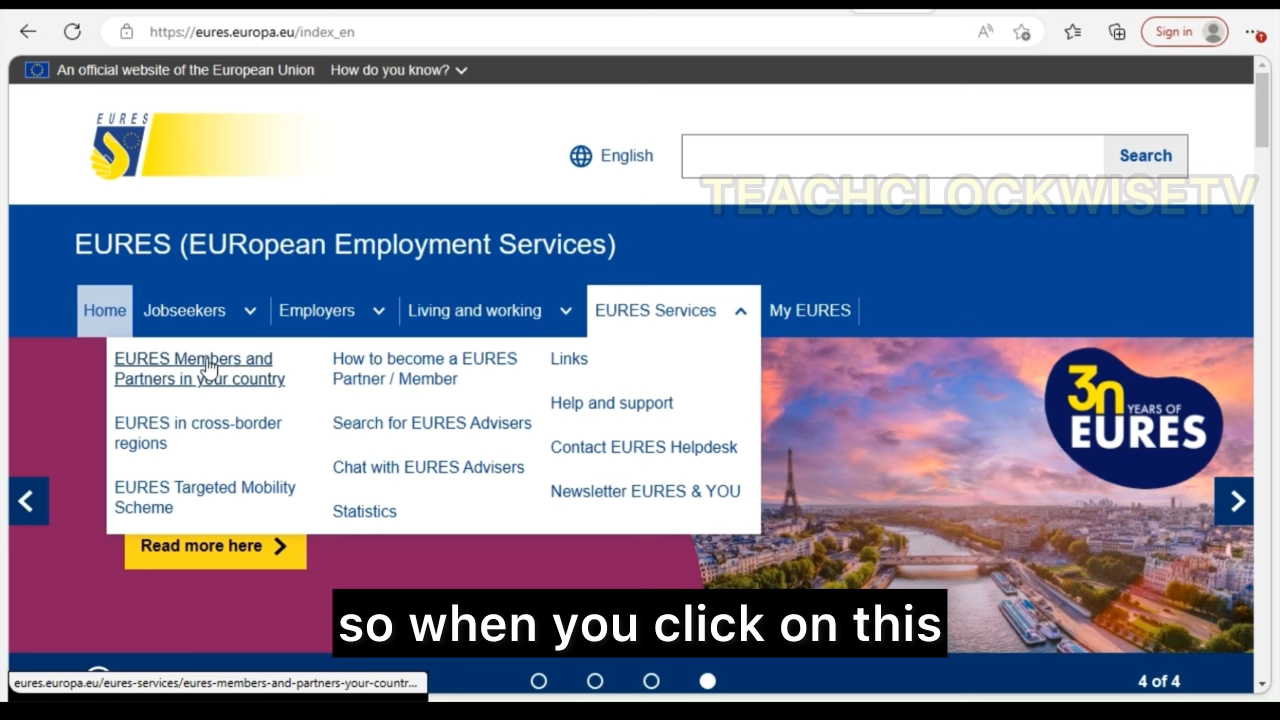 https://eures.europa.eu/index_en
Sign in
An official website of the European Union How do you know?
EURES
English
Search
TEACHCLOCKWISETV
EURES (EURopean Employment Services)
Home Jobseekers Employers Living and working EURES Services My EURES
EURES Members and
Partners in your country
EURES in cross-border
regions
EURES Targeted Mobility
Scheme
How to become a EURES
Partner / Member
Search for EURES Advisers
Chat with EURES Advisers
Statistics
Links
Help and support
Contact EURES Helpdesk
Newsletter EURES & YOU
30
YEARS OF
EURES
Read more here
so when you click on this
eures.europa.eu/eures-services/eures-members-and-partners-your-countr...
4 of 4